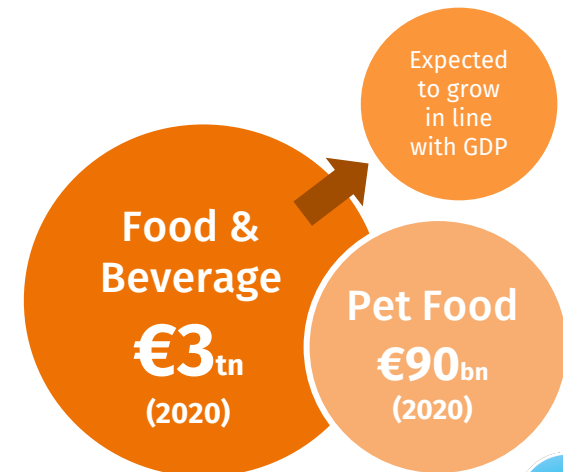 Expected
to grow
in line
with GDP
Food &
Beverage
€3tn
(2020)
Pet Food
€90bn
(2020)